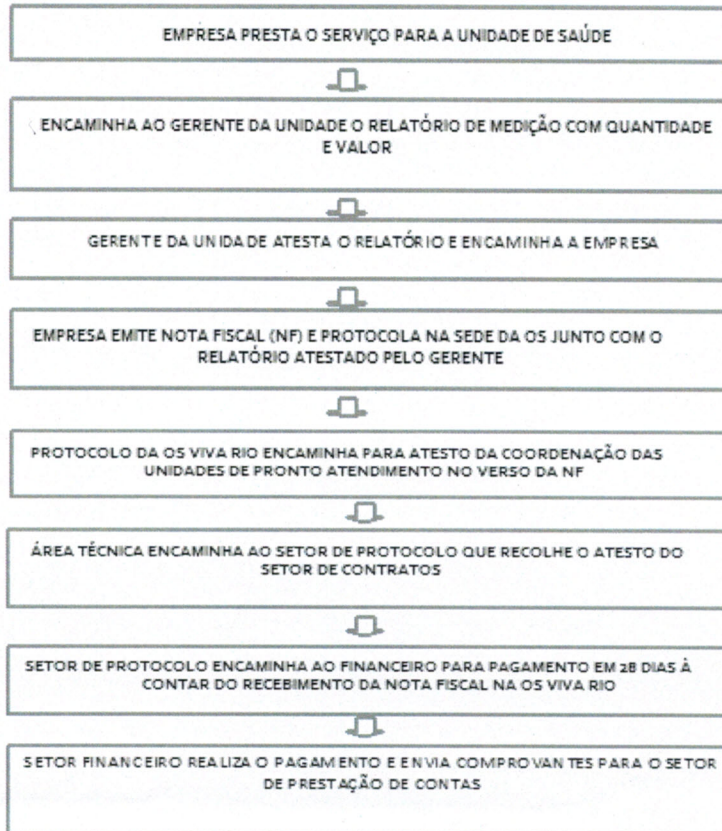 EMPRESA PRESTA O SERVIÇO PARA A UNIDADE DE SAÚDE
ENCAMINHA AO GERENTE DA UNIDADE O RELATÓRIO DE MEDIÇÃO COM QUANTIDADE
E VALOR
GERENTE DA UNIDADE ATESTA O RELATÓRIO E ENCAMINHA A EMPRESA
EMPRESA EMITE NOTA FISCAL (NF) E PROTOCOLA NA SEDE DA OS JUNTO COM O
RELATÓRIO ATESTADO PELO GERENTE
PROTOCOLO DA OS VIVA RIO ENCAMINHA PARA ATESTO DA COORDENAÇÃO DAS
UNIDADES DE PRONTO ATENDIMENTO NO VERSO DA NF
ÁREA TÉCNICA ENCAMINHA AO SETOR DE PROTOCOLO QUE RECOLHE O ATESTO DO
SETOR DE CONTRATOS
SETOR DE PROTOCOLO ENCAMINHA AO FINANCEIRO PARA PAGAMENTO EM 28 DIAS À
CONTAR DO RECEBIMENTO DA NOTA FISCAL NA OS VIVA RIO
SETOR FINANCEIRO REALIZA O PAGAMENTO E ENVIA COMPROVANTES PARA O SETOR
DE PRESTAÇÃO DE CONTAS